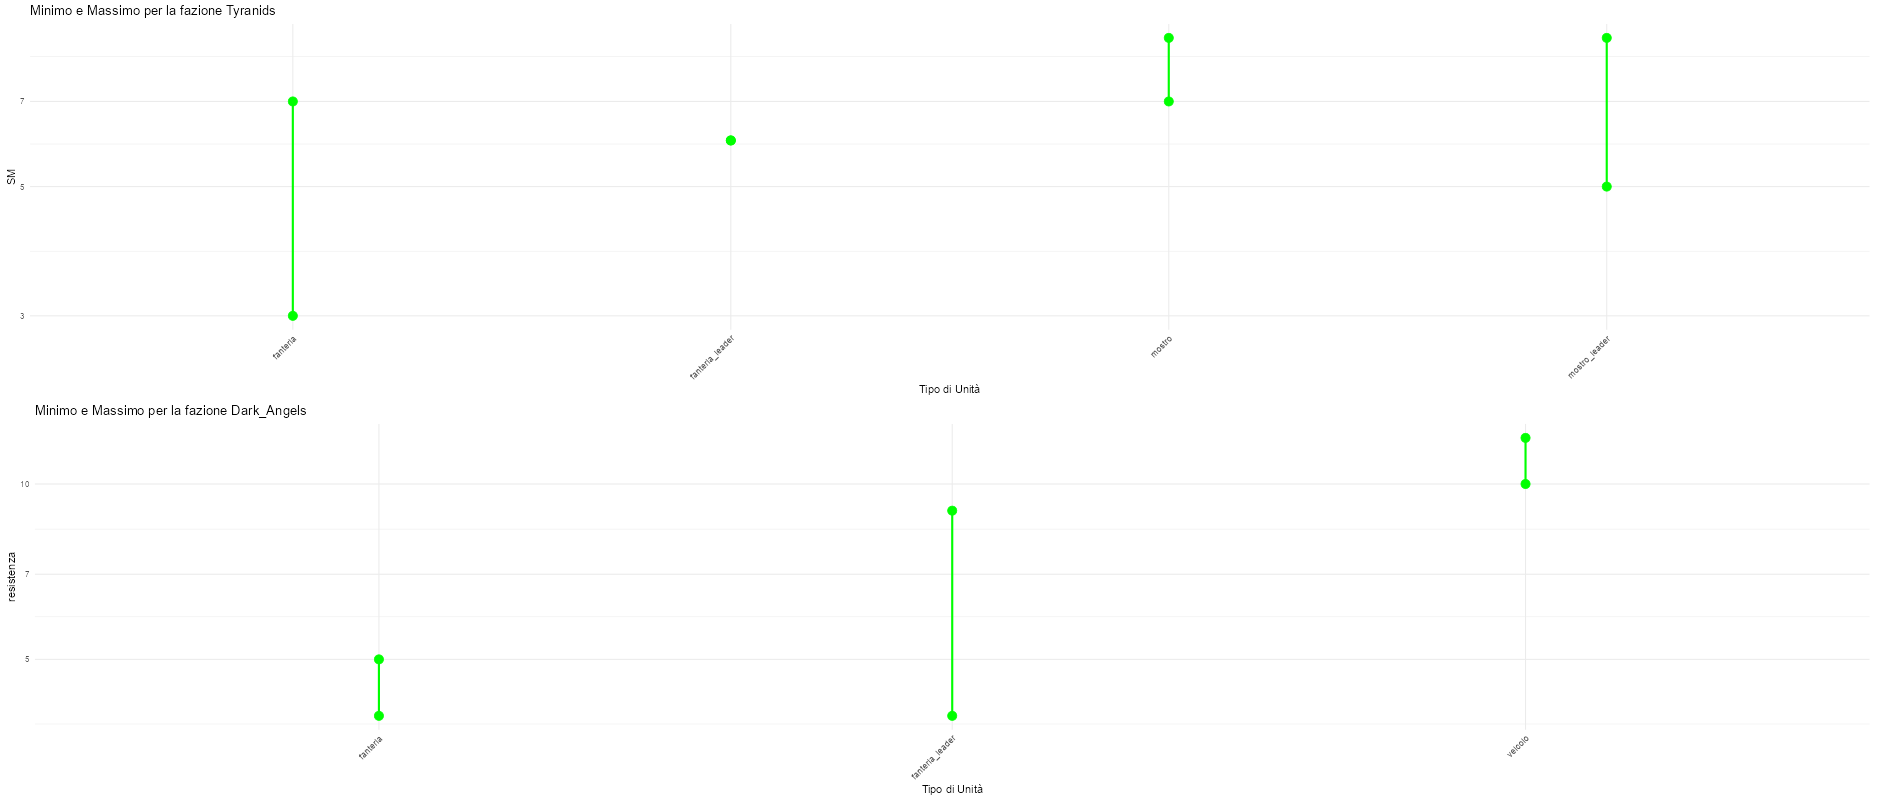 Minimo e Massimo per la fazione Tyranids
7
SM
5
3
fanteria
fanteria_leader
mostro
mostro_leader
Tipo di Unità
Minimo e Massimo per la fazione Dark_Angels
10
resistenza
7
5
fanteria
fanteria_leader
veicolo
Tipo di Unità